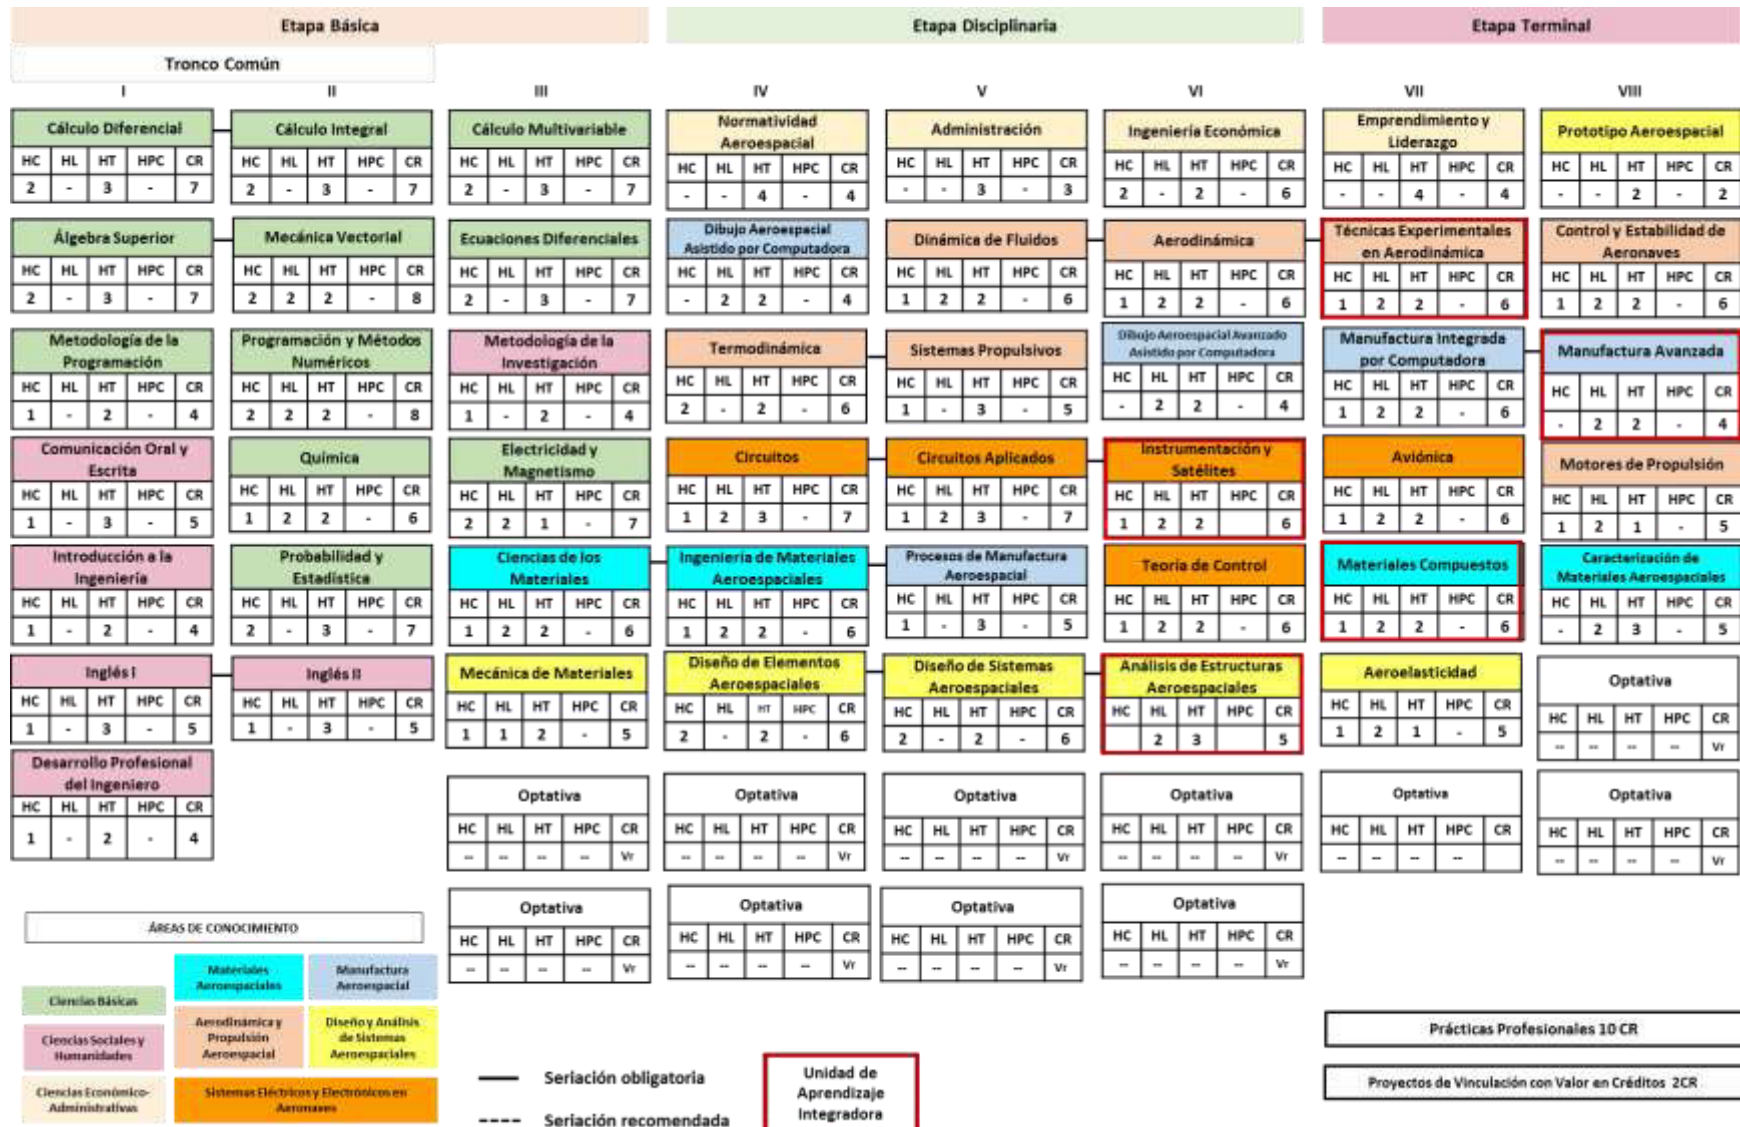 Etapa Básica
Etapa Disciplinaria
Etapa Terminal
Tronco Común
I II III IV V VI VII VIII
Cálculo Diferencial
HC HL HT HPC CR
2 - 3 - 7
Cálculo Integral
HC HL HT HPC CR
2 - 3 - 7
Cálculo Multivariable
HC HL HT HPC CR
2 - 3 - 7
Normatividad
Aeroespacial
HC HL HT HPC CR
- - 4 - 4
Administración
HC HL HT HPC CR
- - 3 - 3
Ingeniería Económica
HC HL HT HPC CR
2 - 2 - 6
Emprendimiento y
Liderazgo
HC HL HT HPC CR
- - 4 - 4
Prototipo Aeroespacial
HC HL HT HPC CR
- - 2 - 2
Álgebra Superior
HC HL HT HPC CR
2 - 3 - 7
Mecánica Vectorial
HC HL HT HPC CR
2 2 2 - 8
Ecuaciones Diferenciales
HC HL HT HPC CR
2 - 3 - 7
Dibujo Aeroespacial
Asistido por Computadora
HC HL HT HPC CR
- 2 2 - 4
Dinámica de Fluidos
HC HL HT HPC CR
1 2 2 - 6
Aerodinámica
HC HL HT HPC CR
1 2 2 - 6
Técnicas Experimentales
en Aerodinámica
HC HL HT HPC CR
1 2 2 - 6
Control y Estabilidad de
Aeronaves
HC HL HT HPC CR
1 2 2 - 6
Metodología de la
Programación
HC HL HT HPC CR
1 - 2 - 4
Programación y Métodos
Numéricos
HC HL HT HPC CR
2 2 2 - 8
Metodología de la
Investigación
HC HL HT HPC CR
1 - 2 - 4
Termodinámica
HC HL HT HPC CR
2 - 2 - 6
Sistemas Propulsivos
HC HL HT HPC CR
1 - 3 - 5
Dibujo Aeroespacial Avanzado
Asistido por Computadora
HC HL HT HPC CR
- 2 2 - 4
Manufactura Integrada
por Computadora
HC HL HT HPC CR
1 2 2 - 6
Manufactura Avanzada
HC HL HT HPC CR
- 2 2 - 4
Comunicación Oral y
Escrita
HC HL HT HPC CR
1 - 3 - 5
Química
HC HL HT HPC CR
1 2 2 - 6
Electricidad y
Magnetismo
HC HL HT HPC CR
2 2 1 - 7
Circuitos
HC HL HT HPC CR
1 2 3 - 7
Circuitos Aplicados
HC HL HT HPC CR
1 2 3 - 7
Instrumentación y
Satélites
HC HL HT HPC CR
1 2 2 6
Aviónica
HC HL HT HPC CR
1 2 2 - 6
Motores de Propulsión
HC HL HT HPC CR
1 2 1 - 5
Introducción a la
Ingeniería
HC HL HT HPC CR
1 - 2 - 4
Probabilidad y
Estadística
HC HL HT HPC CR
2 - 3 - 7
Ciencias de los
Materiales
HC HL HT HPC CR
1 2 2 - 6
Ingeniería de Materiales
Aeroespaciales
HC HL HT HPC CR
1 2 2 - 6
Procesos de Manufactura
Aeroespacial
HC HL HT HPC CR
1 - 3 - 5
Teoría de Control
HC HL HT HPC CR
1 2 2 - 6
Materiales Compuestos
HC HL HT HPC CR
1 2 2 - 6
Caracterización de
Materiales Aeroespaciales
HC HL HT HPC CR
- 2 3 - 5
Inglés I
HC HL HT HPC CR
1 - 3 - 5
Inglés II
HC HL HT HPC CR
1 - 3 - 5
Mecánica de Materiales
HC HL HT HPC CR
1 1 2 - 5
Diseño de Elementos
Aeroespaciales
HC HL HT HPC CR
2 - 2 - 6
Diseño de Sistemas
Aeroespaciales
HC HL HT HPC CR
2 - 2 - 6
Análisis de Estructuras
Aeroespaciales
HC HL HT HPC CR
2 3 5
Aeroelasticidad
HC HL HT HPC CR
1 2 1 - 5
Optativa
HC HL HT HPC CR
-- -- -- -- Vr
Desarrollo Profesional
del Ingeniero
HC HL HT HPC CR
1 - 2 - 4
Optativa
HC HL HT HPC CR
-- -- -- -- Vr
Optativa
HC HL HT HPC CR
-- -- -- -- Vr
Optativa
HC HL HT HPC CR
-- -- -- -- Vr
Optativa
HC HL HT HPC CR
-- -- -- -- Vr
Optativa
HC HL HT HPC CR
-- -- -- --
Optativa
HC HL HT HPC CR
-- -- -- -- Vr
Optativa
HC HL HT HPC CR
-- -- -- -- Vr
Optativa
HC HL HT HPC CR
-- -- -- -- Vr
Optativa
HC HL HT HPC CR
-- -- -- -- Vr
Optativa
HC HL HT HPC CR
-- -- -- -- Vr
ÁREAS DE CONOCIMIENTO
Ciencias Básicas
Materiales
Aeroespaciales
Manufactura
Aeroespacial
Ciencias Sociales y
Humanidades
Aerodinámica y
Propulsión
Aeroespacial
Diseño y Análisis
de Sistemas
Aeroespaciales
Ciencias Económico-
Administrativas
Sistemas Eléctricos y Electrónicos en
Aeronaves
Seriación obligatoria
Seriación recomendada
Unidad de
Aprendizaje
Integradora
Prácticas Profesionales 10 CR
Proyectos de Vinculación con Valor en Créditos 2CR